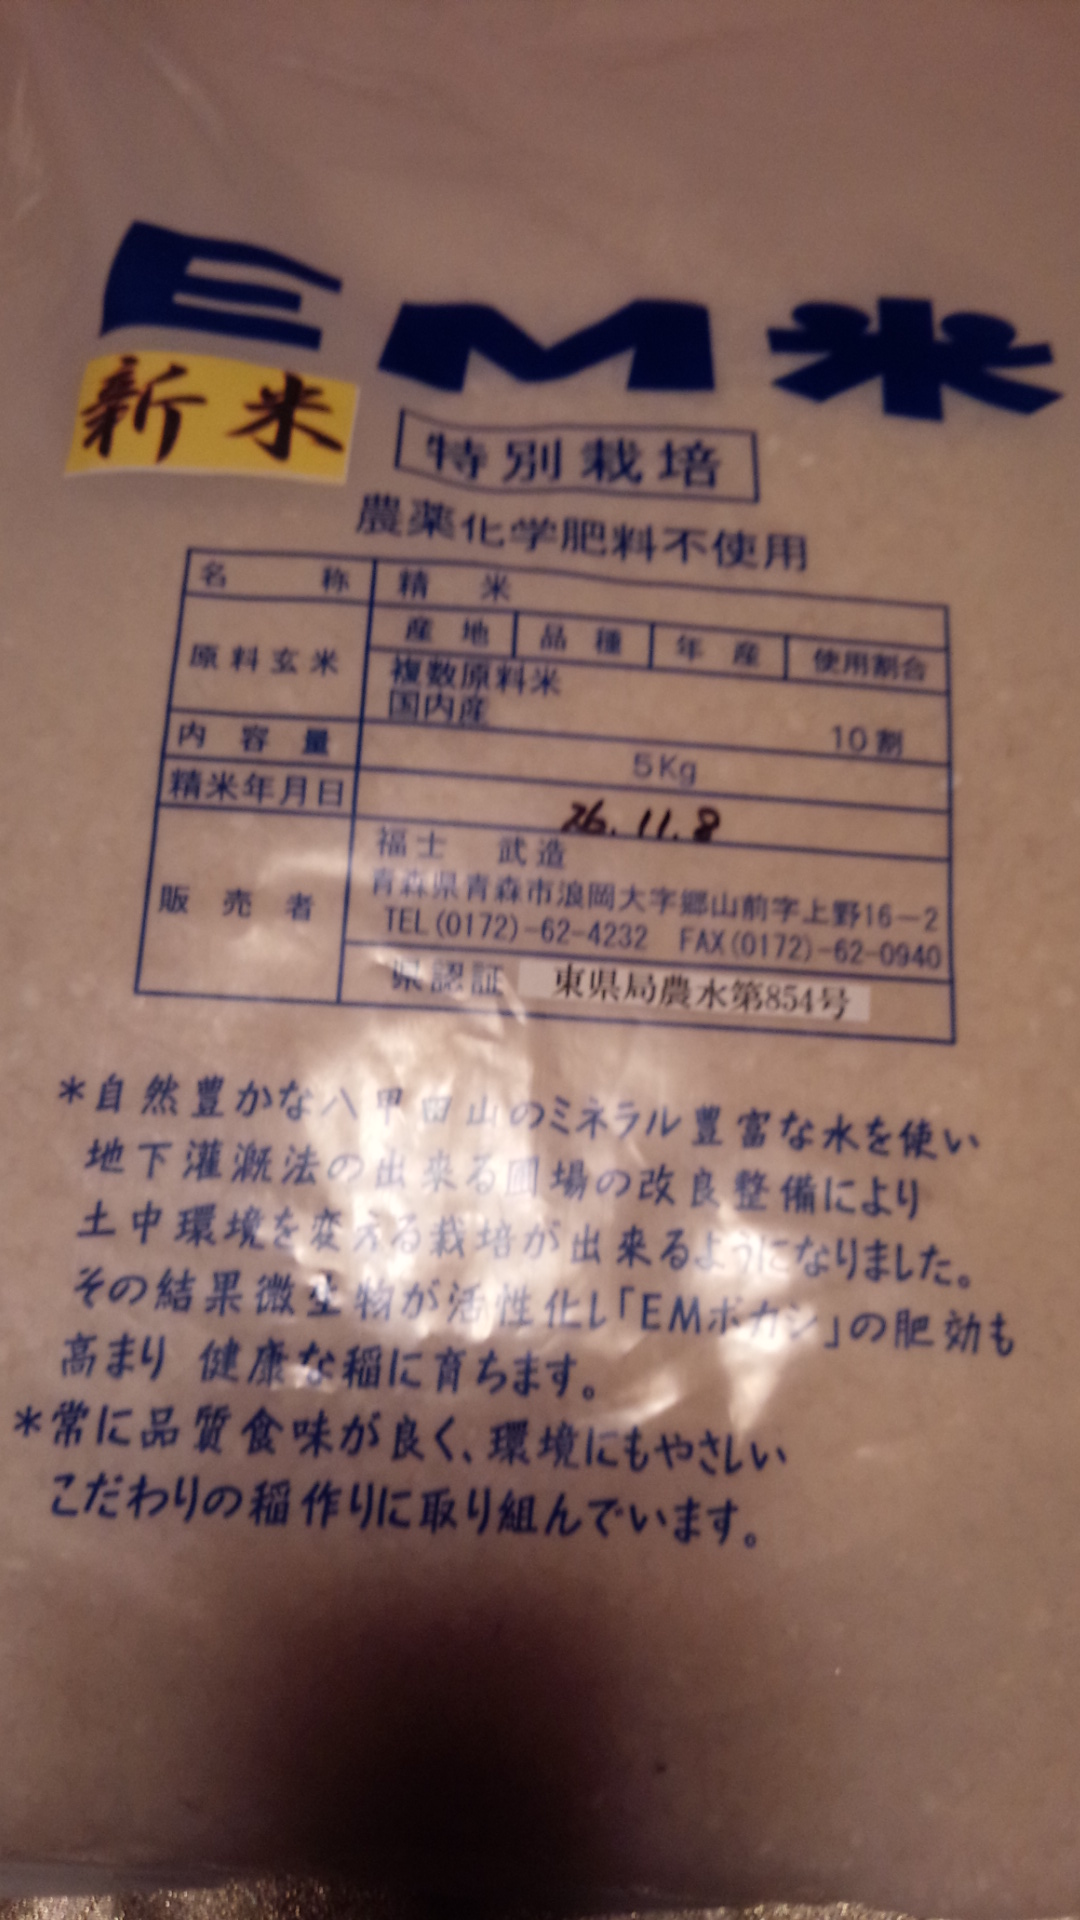 EM米
新米
特別栽培
農薬化学肥料不使用
名称 精米
原料玄米 産地 品種 年産 使用割合
複数原料米
国内産 10割
内容量 5Kg
精米年月日 26.11.8
販売者 福士 武造
青森県青森市浪岡大字郷山前字上野16-2
TEL(0172)-62-4232 FAX(0172)-62-0940
県認証 東県局農水第854号
*自然豊かな八甲田山のミネラル豊富な水を使い
地下灌漑法の出来る圃場の改良整備により
土中環境を変える栽培が出来るようになりました。
その結果微生物が活性化し「EMボカシ」の肥効も
高まり 健康な稲に育ちます。
*常に品質食味が良く、環境にもやさしい
こだわりの稲作りに取り組んでいます。